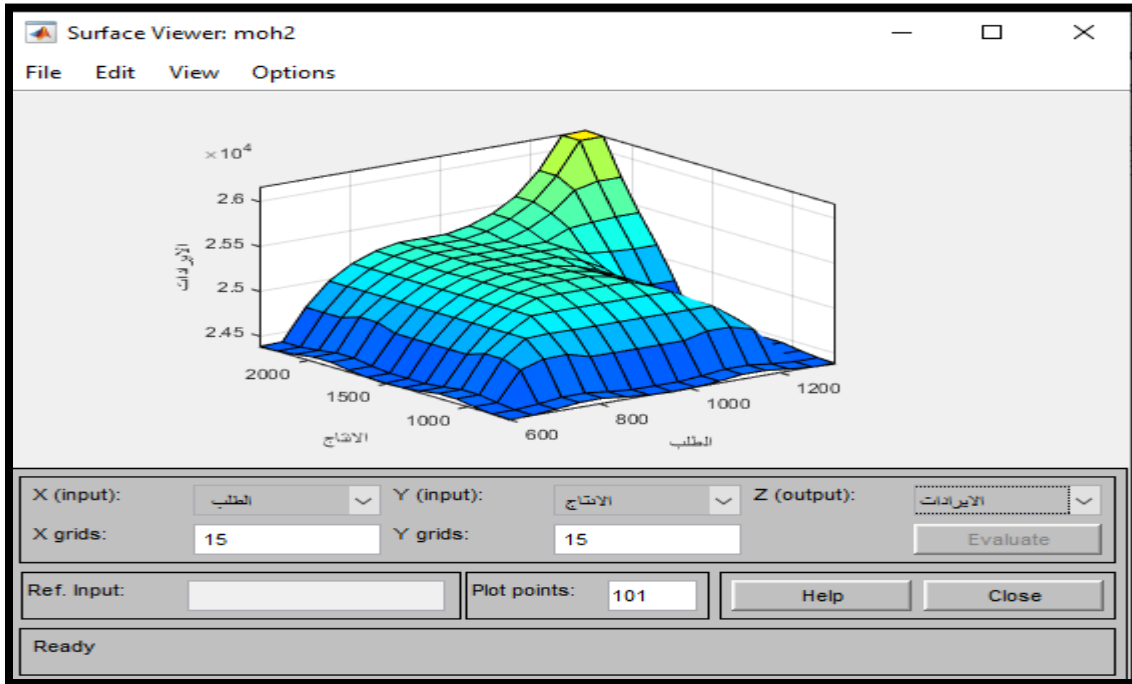 Surface Viewer: moh2
File Edit View Options
×10⁴
2.6
2.55
2.5
2.45
الايرادات
2000
1500
1000
الانتاج
600
800
1000
1200
الطلب
X (input): الطلب Y (input): الانتاج Z (output): الايرادات
X grids: 15 Y grids: 15 Evaluate
Ref. Input: Plot points: 101 Help Close
Ready